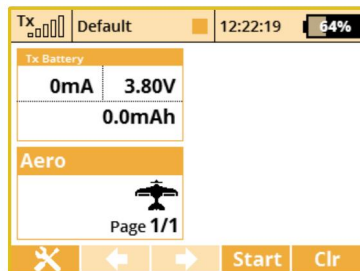 Tx Default 12:22:19 64%
Tx Battery
0mA 3.80V
0.0mAh
Aero
Page 1/1
Start Clr